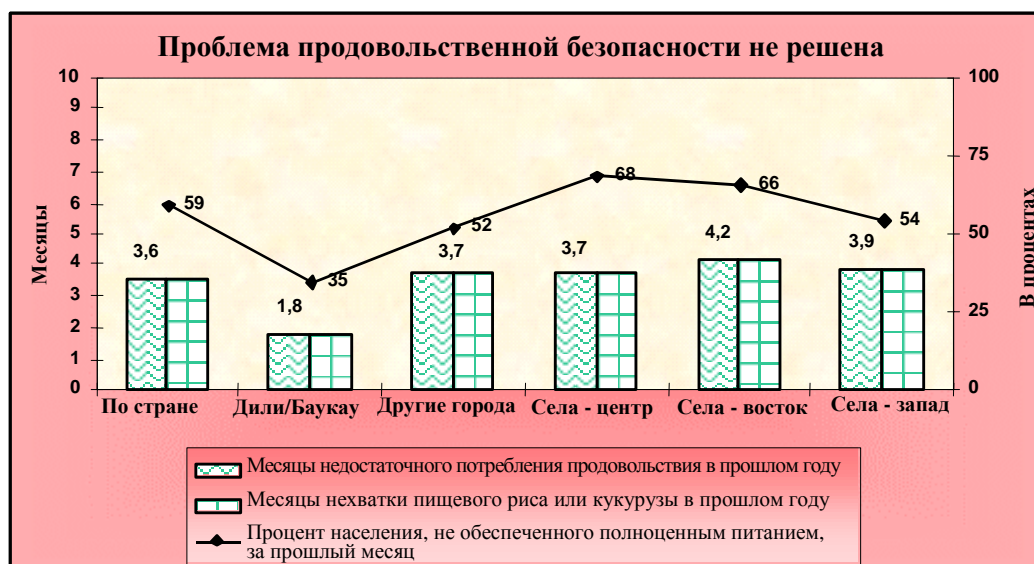 Проблема продовольственной безопасности не решена
Месяцы
В процентах
10
9
8
7
6
5
4
3
2
1
0
100
75
50
25
0
59
35
52
68
66
54
3,6
1,8
3,7
3,7
4,2
3,9
По стране
Дили/Баукау
Другие города
Села - центр
Села - восток
Села - запад
Месяцы недостаточного потребления продовольствия в прошлом году
Месяцы нехватки пищевого риса или кукурузы в прошлом году
Процент населения, не обеспеченного полноценным питанием,
за прошлый месяц